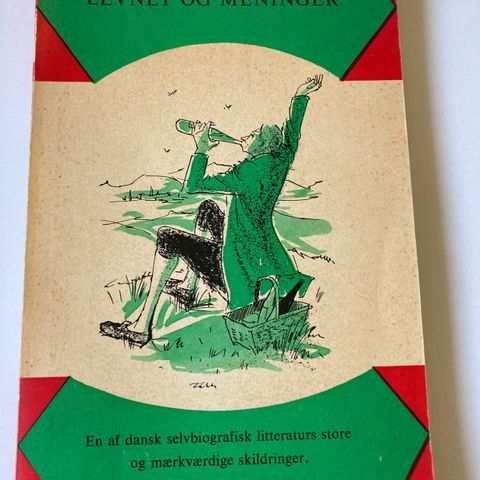 LEVNET OG MENINGER
En af dansk selvbiografisk litteraturs store
og mærkværdige skildringer.